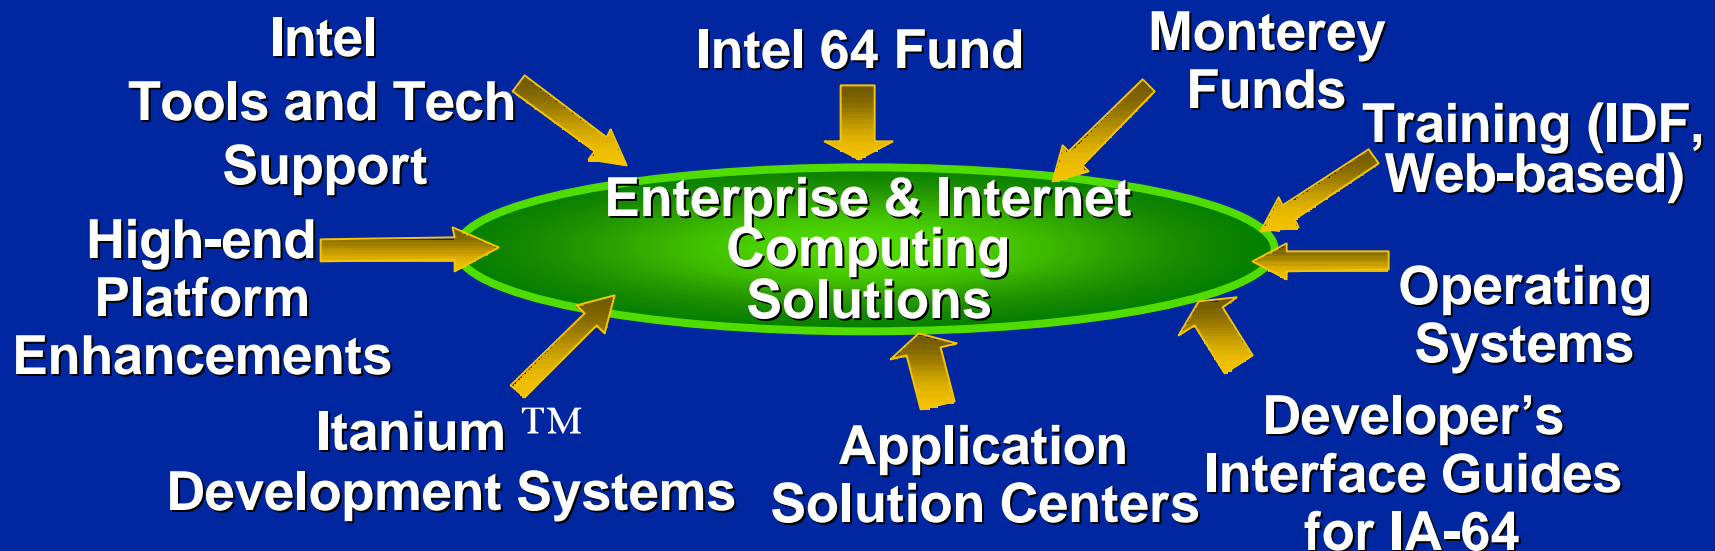 Intel
Tools and Tech
Support
Intel 64 Fund
Monterey
Funds
Training (IDF,
Web-based)
High-end
Platform
Enhancements
Enterprise & Internet
Computing
Solutions
Operating
Systems
Itanium ™
Development Systems
Application
Solution Centers
Developer’s
Interface Guides
for IA-64